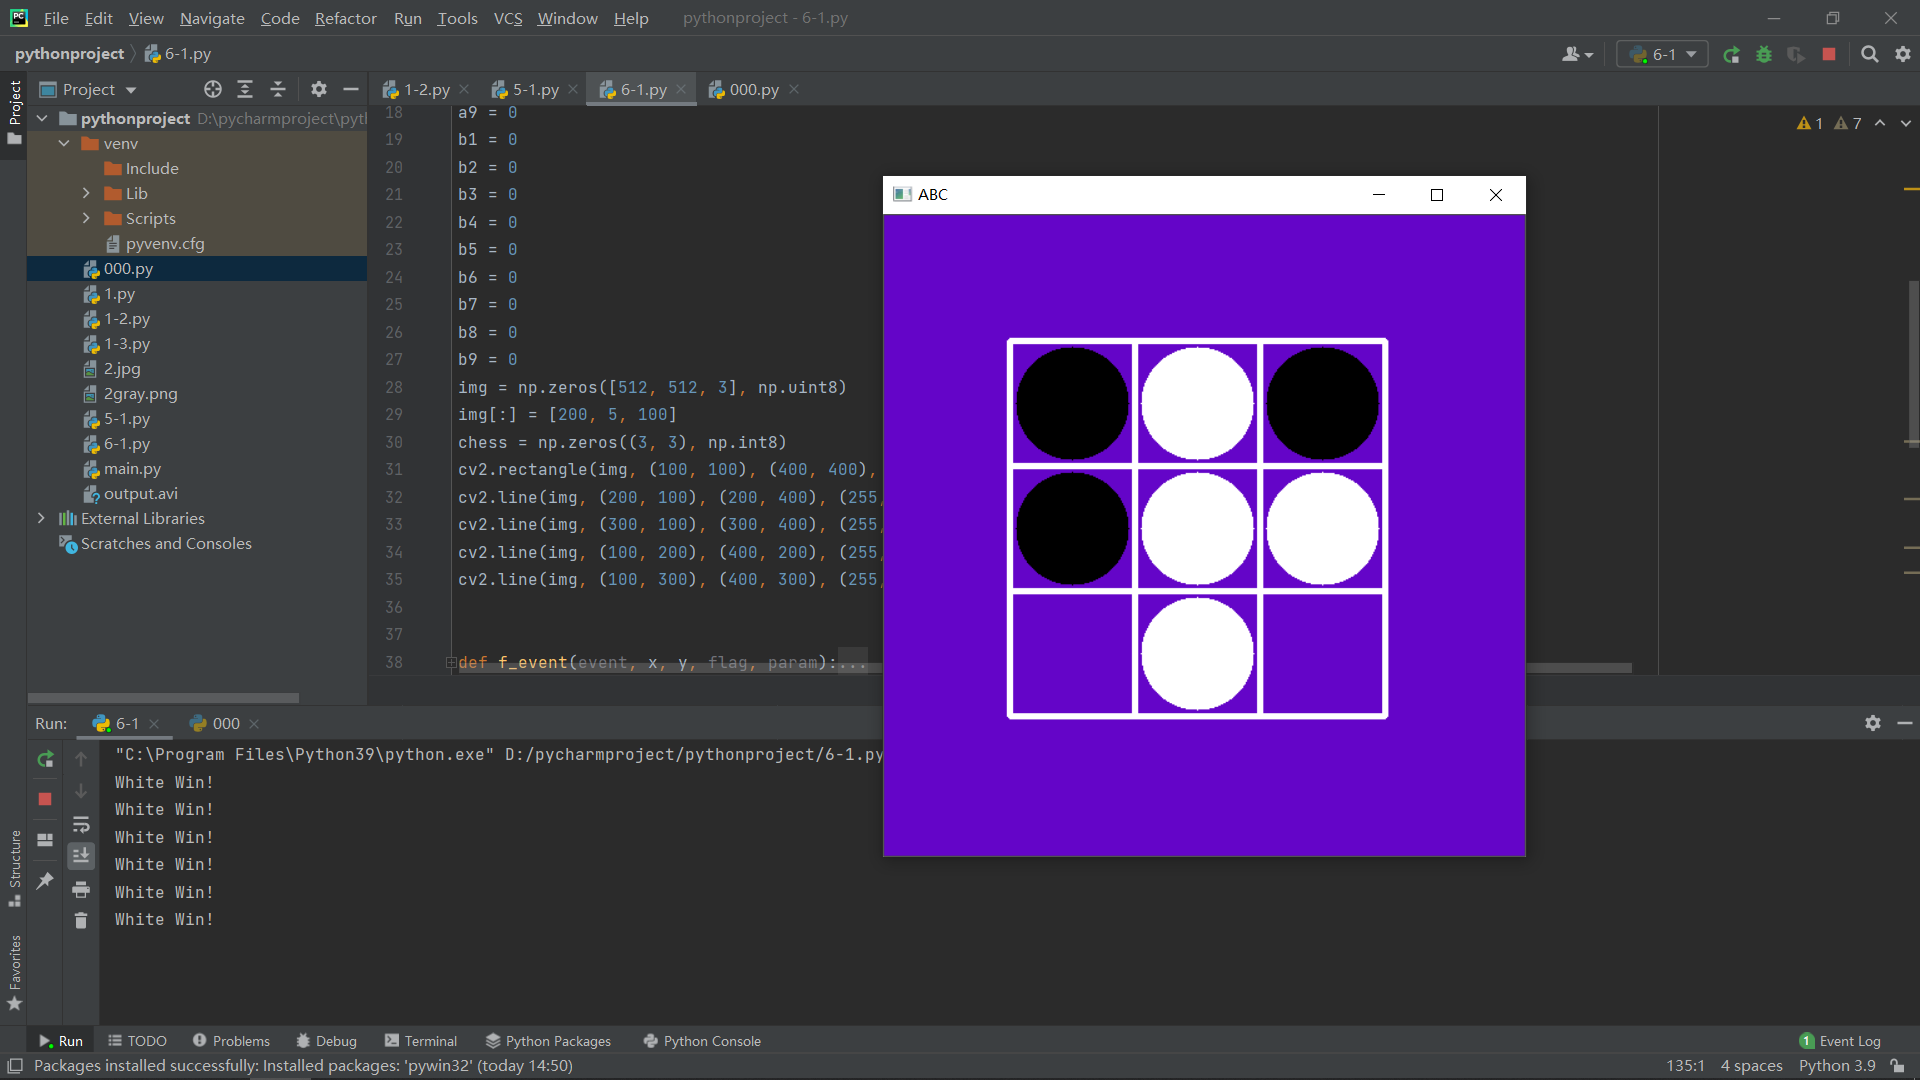 File Edit View Navigate Code Refactor Run Tools VCS Window Help pythonproject - 6-1.py
pythonproject 6-1.py 6-1
Project
Project
1-2.py 5-1.py 6-1.py 000.py
pythonproject D:\pycharmproject\pyt
venv
Include
Lib
Scripts
pyvenv.cfg
000.py
1.py
1-2.py
1-3.py
2.jpg
2gray.png
5-1.py
6-1.py
main.py
output.avi
External Libraries
Scratches and Consoles
18 a9 = 0
19 b1 = 0
20 b2 = 0
21 b3 = 0
22 b4 = 0
23 b5 = 0
24 b6 = 0
25 b7 = 0
26 b8 = 0
27 b9 = 0
28 img = np.zeros([512, 512, 3], np.uint8)
29 img[:] = [200, 5, 100]
30 chess = np.zeros((3, 3), np.int8)
31 cv2.rectangle(img, (100, 100), (400, 400),
32 cv2.line(img, (200, 100), (200, 400), (255,
33 cv2.line(img, (300, 100), (300, 400), (255,
34 cv2.line(img, (100, 200), (400, 200), (255,
35 cv2.line(img, (100, 300), (400, 300), (255,
36
37
38 def f_event(event, x, y, flag, param):...
1 7
ABC
Run: 6-1 000
"C:\Program Files\Python39\python.exe" D:/pycharmproject/pythonproject/6-1.py
White Win!
White Win!
White Win!
White Win!
White Win!
White Win!
Structure
Favorites
Run TODO Problems Debug Terminal Python Packages Python Console 1 Event Log
Packages installed successfully: Installed packages: 'pywin32' (today 14:50) 135:1 4 spaces Python 3.9